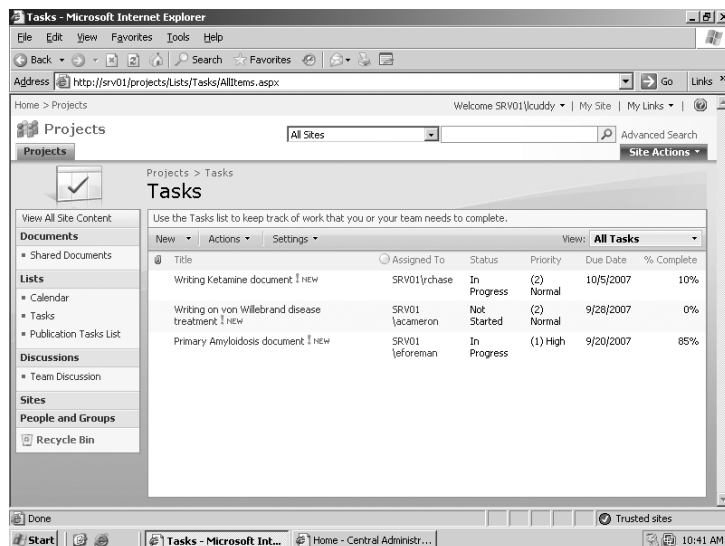 Tasks - Microsoft Internet Explorer
File Edit View Favorites Tools Help
Back Search Favorites
Address http://srv01/projects/Lists/Tasks/AllItems.aspx Go Links »
Home > Projects Welcome SRV01\lcuddy | My Site | My Links |
Projects All Sites Advanced Search
Projects Site Actions
Projects > Tasks
Tasks
View All Site Content
Use the Tasks list to keep track of work that you or your team needs to complete.
Documents
New Actions Settings View: All Tasks
Shared Documents
Title Assigned To Status Priority Due Date % Complete
Lists
Writing Ketamine document ! NEW SRV01\rchase In Progress (2) Normal 10/5/2007 10%
Calendar
Tasks
Writing on von Willebrand disease treatment ! NEW SRV01\acameron Not Started (2) Normal 9/28/2007 0%
Publication Tasks List
Primary Amyloidosis document ! NEW SRV01\eforeman In Progress (1) High 9/20/2007 85%
Discussions
Team Discussion
Sites
People and Groups
Recycle Bin
Done Trusted sites
Start Tasks - Microsoft Int... Home - Central Administr... 10:41 AM